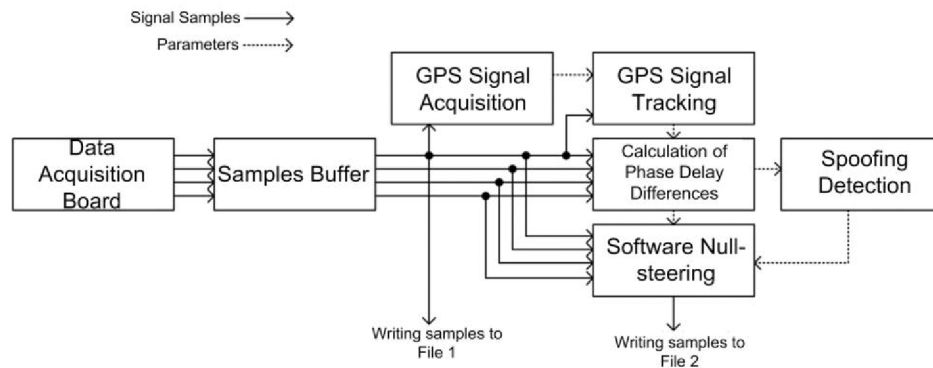 Signal Samples
Parameters
GPS Signal
Acquisition
GPS Signal
Tracking
Data
Acquisition
Board
Samples Buffer
Calculation of
Phase Delay
Differences
Spoofing
Detection
Software Null-
steering
Writing samples to
File 1
Writing samples to
File 2